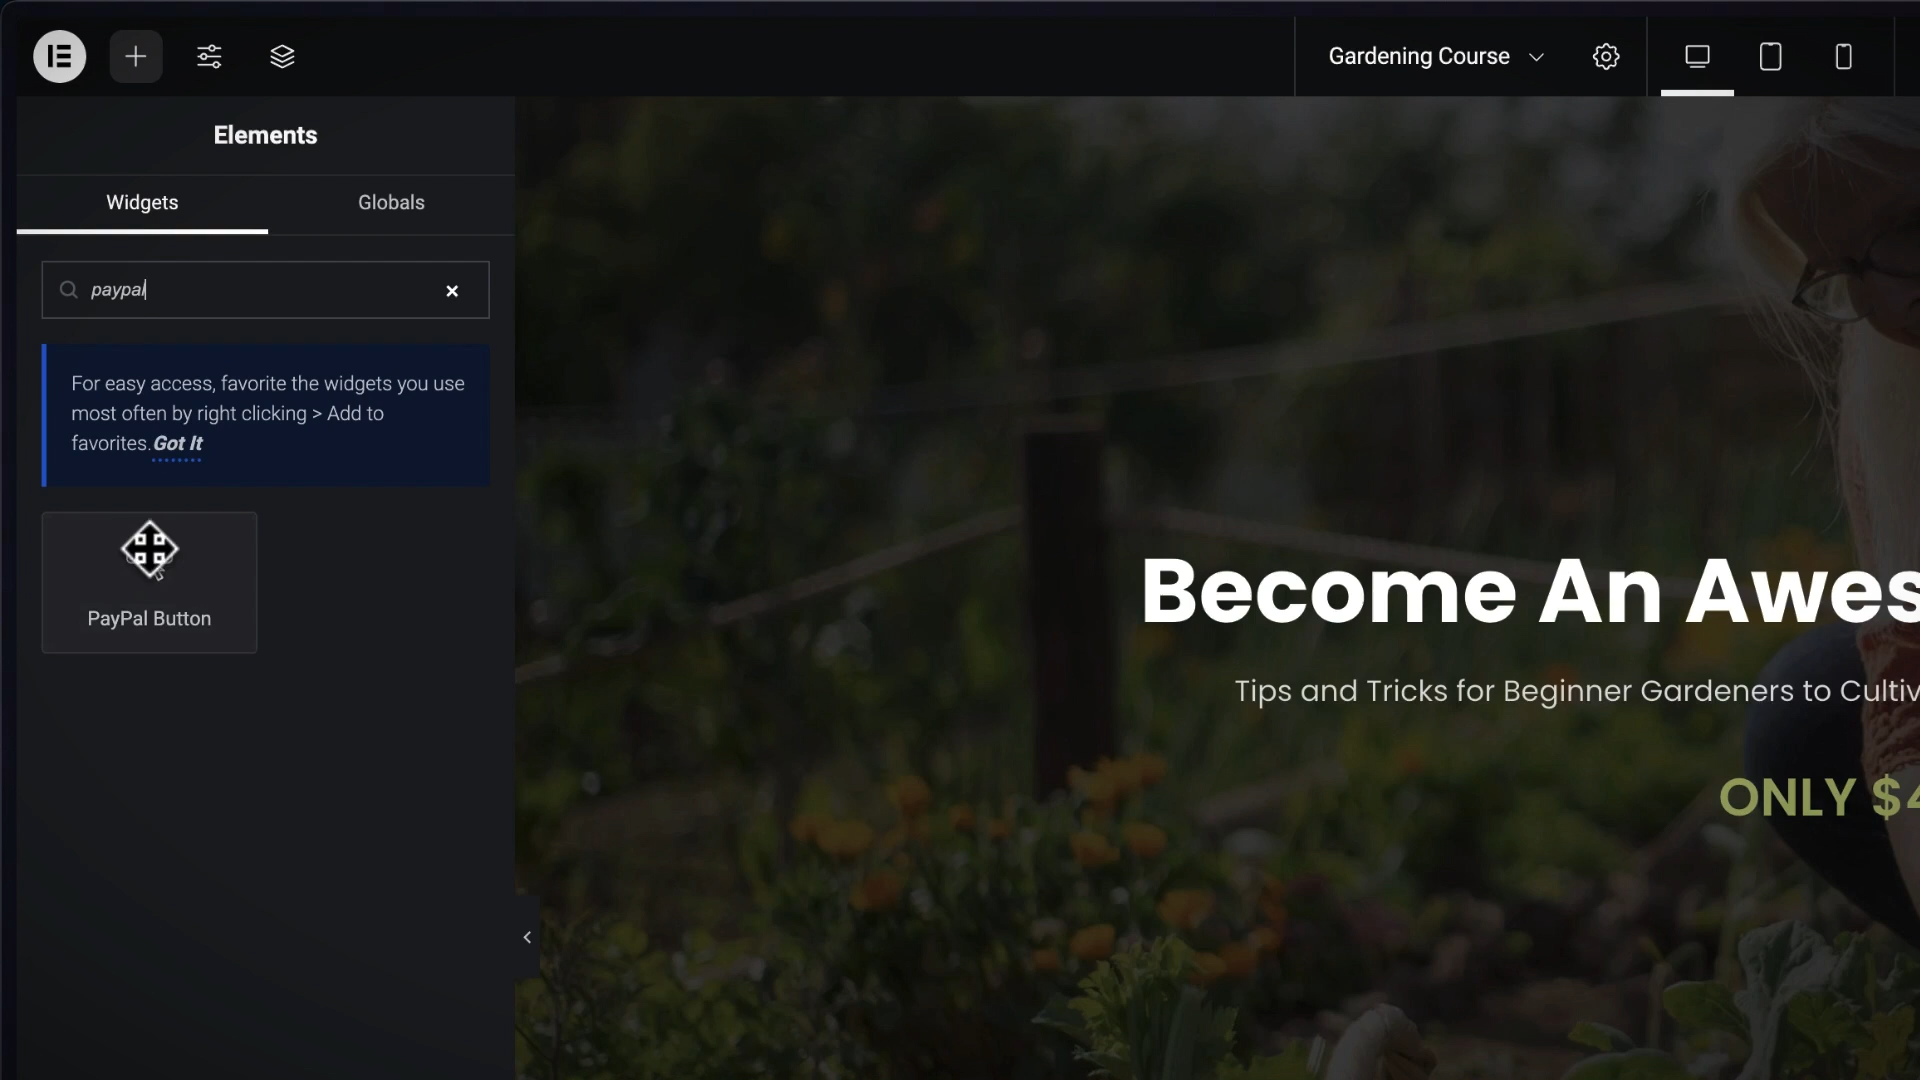 Gardening Course
Elements
Widgets
Globals
paypal
For easy access, favorite the widgets you use
most often by right clicking > Add to
favorites. Got It
PayPal Button
Become An Awes
Tips and Tricks for Beginner Gardeners to Cultiv
ONLY $4